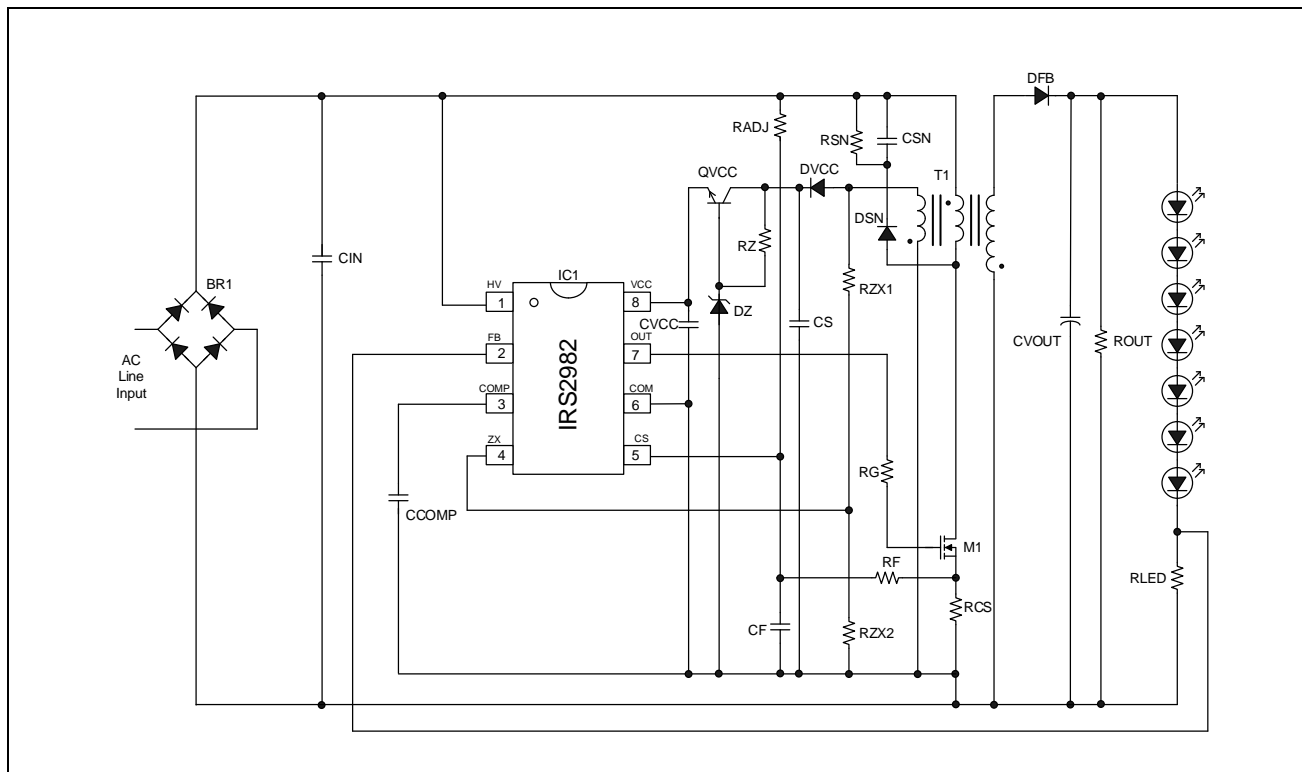 DFB
RADJ
RSN
CSN
QVCC
DVCC
T1
DSN
RZ
CIN
BR1
IC1
HV
VCC
1
8
RZX1
DZ
CS
CVCC
FB
OUT
2
7
CVOUT
ROUT
AC
Line
Input
IRS2982
COMP
COM
3
6
ZX
CS
4
5
RG
CCOMP
M1
RF
RLED
RCS
CF
RZX2